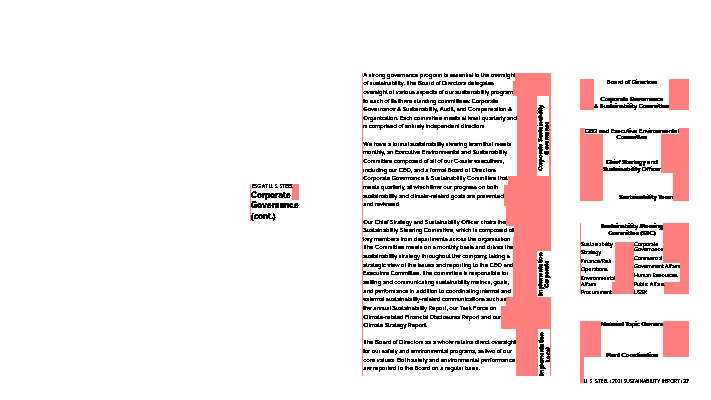 ESG AT U. S. STEEL
Corporate
Governance
(cont.)
A strong governance program is essential to the oversight
of sustainability. The Board of Directors delegates
oversight of various aspects of our sustainability program
to each of its three standing committees: Corporate
Governance & Sustainability, Audit, and Compensation &
Organization. Each committee meets at least quarterly and
is comprised of entirely independent directors.
We have a formal sustainability steering team that meets
monthly, an Executive Environmental and Sustainability
Committee composed of all of our C-suite executives,
including our CEO, and a formal Board of Directors
Corporate Governance & Sustainability Committee that
meets quarterly, all which have our progress on both
sustainability and climate-related goals are presented
and reviewed.
Our Chief Strategy and Sustainability Officer chairs the
Sustainability Steering Committee, which is composed of
key members from departments across the organization.
The Committee meets on a monthly basis and drives the
sustainability strategy throughout the company, taking a
strategic view of the issues and reporting to the CEO and
Executive Committee. The committee is responsible for
setting and communicating sustainability metrics, goals,
and performance in addition to coordinating internal and
external sustainability-related communications such as
the annual Sustainability Report, our Task Force on
Climate-related Financial Disclosures Report and our
Climate Strategy Report.
The Board of Directors as a whole retains direct oversight
for our safety and environmental programs, as two of our
core values. Both safety and environmental performance
are reported to the Board on a regular basis.
Corporate Sustainability
Governance
Implementation
Corporate
Implementation
Local
Board of Directors
Corporate Governance
& Sustainability Committee
CEO and Executive Environmental
Committee
Chief Strategy and
Sustainability Officer
Sustainability Team
Sustainability Steering
Committee (SSC)
Sustainability
Strategy
Finance/Risk
Operations
Environmental
Affairs
Procurement
Corporate
Governance
Commercial
Government Affairs
Human Resources
Public Affairs
USSK
Material Topic Owners
Plant Coordination
U. S. STEEL | 2021 SUSTAINABILITY REPORT |